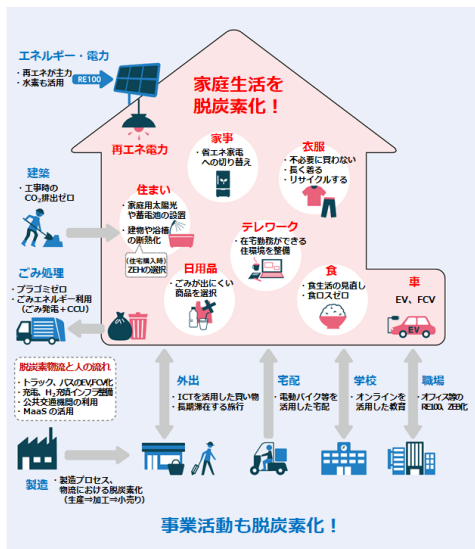 エネルギー・電力
・再エネが主力
・水素も活用
RE100
家庭生活を
脱炭素化！
再エネ電力
家事
・省エネ家電
への切り替え
衣服
・不必要に買わない
・長く着る
・リサイクルする
建築
・工事時の
CO₂排出ゼロ
住まい
・家庭用太陽光
や蓄電池の設置
・建物や浴槽
の断熱化
(住宅購入時)
ZEHの選択
テレワーク
・在宅勤務ができる
住環境を整備
日用品
・ごみが出にくい
商品を選択
食
・食生活の見直し
・食ロスゼロ
車
EV、FCV
ごみ処理
・プラゴミゼロ
・ごみエネルギー利用
（ごみ発電＋CCU）
脱炭素物流と人の流れ
・トラック、バスのEV,FCV化
・充電、H₂充填インフラ整備
・公共交通機関の利用
・MaaS の活用
外出
・ICTを活用した買い物
・長期滞在する旅行
宅配
・電動バイク等を
活用した宅配
学校
・オンラインを
活用した教育
職場
・オフィス等の
RE100、ZEB化
製造
・製造プロセス、
物流における脱炭素化
（生産⇒加工⇒小売り）
事業活動も脱炭素化！